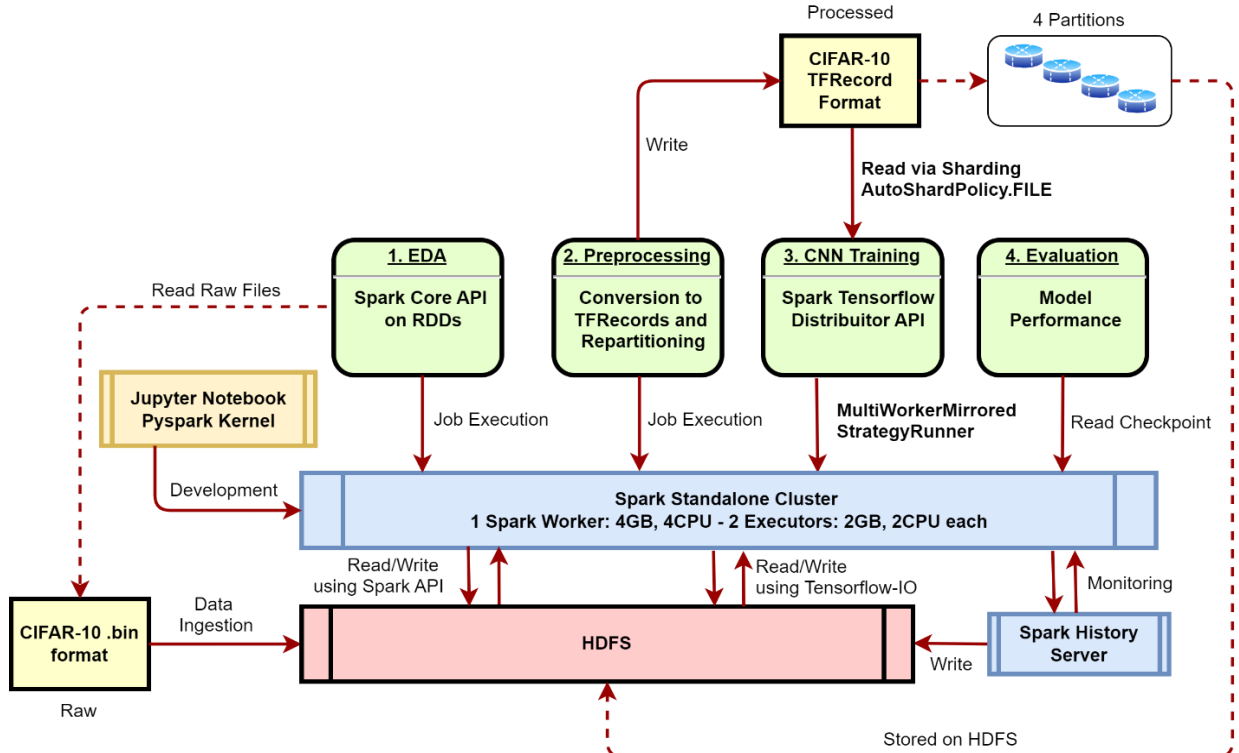 Processed
4 Partitions
CIFAR-10
TFRecord
Format
Write
Read via Sharding
AutoShardPolicy.FILE
1. EDA
Spark Core API
on RDDs
2. Preprocessing
Conversion to
TFRecords and
Repartitioning
3. CNN Training
Spark Tensorflow
Distribuitor API
4. Evaluation
Model
Performance
Read Raw Files
Jupyter Notebook
Pyspark Kernel
Job Execution
Job Execution
MultiWorkerMirrored
StrategyRunner
Read Checkpoint
Development
Spark Standalone Cluster
1 Spark Worker: 4GB, 4CPU - 2 Executors: 2GB, 2CPU each
Read/Write
using Spark API
Read/Write
using Tensorflow-IO
Monitoring
CIFAR-10 .bin
format
Raw
Data
Ingestion
HDFS
Write
Spark History
Server
Stored on HDFS